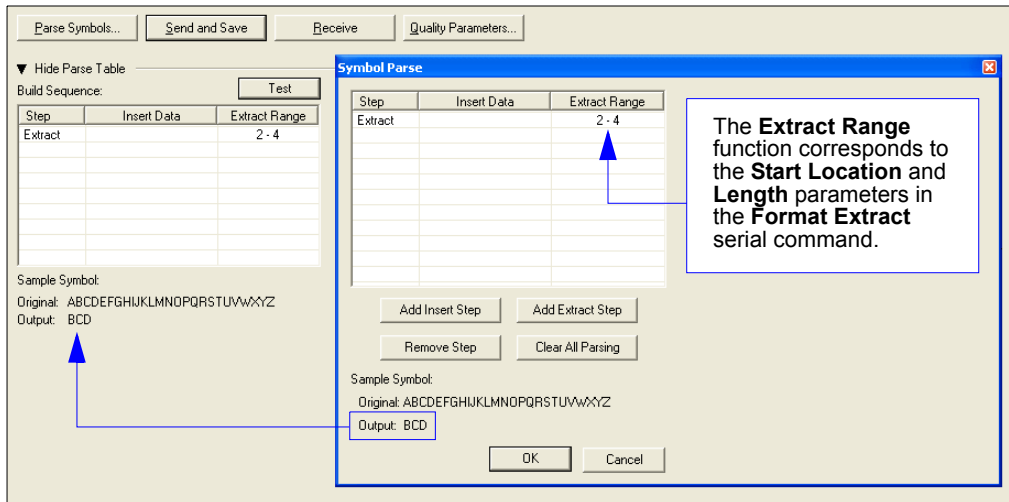 Parse Symbols... Send and Save Receive Quality Parameters...
▼ Hide Parse Table
Build Sequence: Test
Step Insert Data Extract Range
Extract 2 - 4
Sample Symbol:
Original: ABCDEFGHIJKLMNOPQRSTUVWXYZ
Output: BCD
Symbol Parse
Step Insert Data Extract Range
Extract 2 - 4
Add Insert Step Add Extract Step
Remove Step Clear All Parsing
Sample Symbol:
Original: ABCDEFGHIJKLMNOPQRSTUVWXYZ
Output: BCD
OK Cancel
The Extract Range
function corresponds to
the Start Location and
Length parameters in
the Format Extract
serial command.